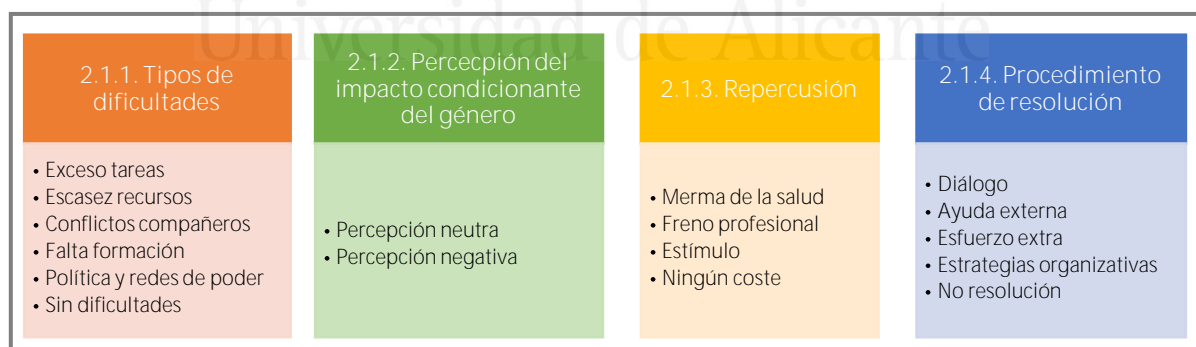 Universidad de Alicante
2.1.1. Tipos de
dificultades
• Exceso tareas
• Escasez recursos
• Conflictos compañeros
• Falta formación
• Política y redes de poder
• Sin dificultades
2.1.2. Percecpión del
impacto condicionante
del género
• Percepción neutra
• Percepción negativa
2.1.3. Repercusión
• Merma de la salud
• Freno profesional
• Estímulo
• Ningún coste
2.1.4. Procedimiento
de resolución
• Diálogo
• Ayuda externa
• Esfuerzo extra
• Estrategias organizativas
• No resolución